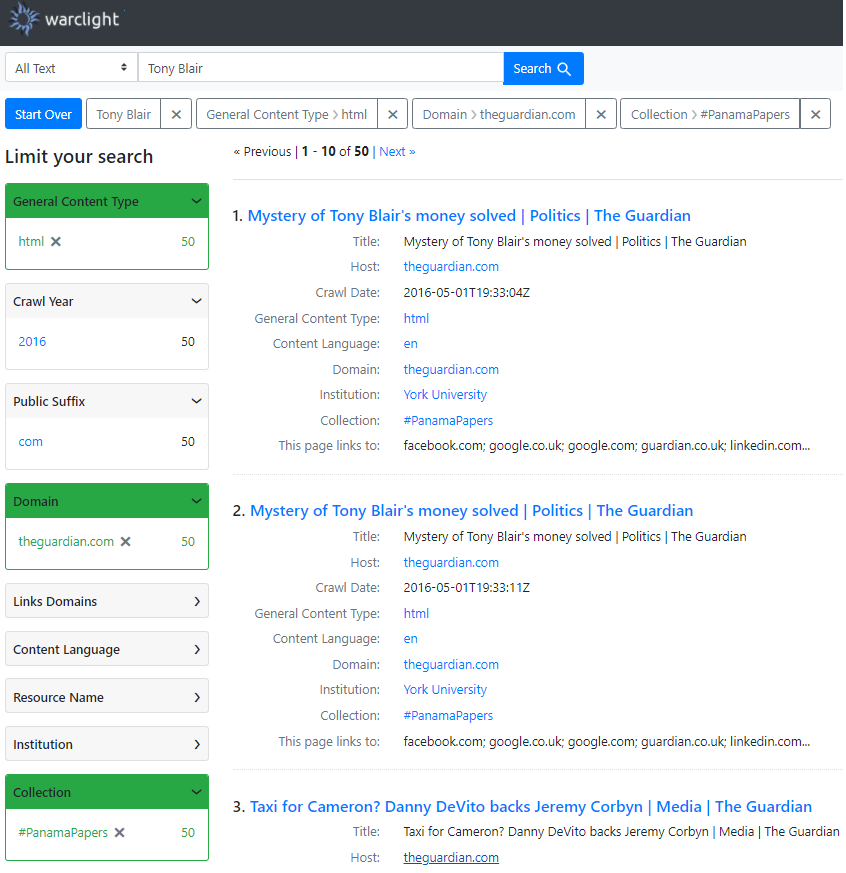 warclight
All Text Tony Blair Search
Start Over Tony Blair ✕ General Content Type > html ✕ Domain > theguardian.com ✕ Collection > #PanamaPapers ✕
Limit your search
General Content Type
html ✕ 50
Crawl Year
2016 50
Public Suffix
com 50
Domain
theguardian.com ✕ 50
Links Domains
Content Language
Resource Name
Institution
Collection
#PanamaPapers ✕ 50
« Previous | 1 - 10 of 50 | Next »
1. Mystery of Tony Blair's money solved | Politics | The Guardian
Title: Mystery of Tony Blair's money solved | Politics | The Guardian
Host: theguardian.com
Crawl Date: 2016-05-01T19:33:04Z
General Content Type: html
Content Language: en
Domain: theguardian.com
Institution: York University
Collection: #PanamaPapers
This page links to: facebook.com; google.co.uk; google.com; guardian.co.uk; linkedin.com...
2. Mystery of Tony Blair's money solved | Politics | The Guardian
Title: Mystery of Tony Blair's money solved | Politics | The Guardian
Host: theguardian.com
Crawl Date: 2016-05-01T19:33:11Z
General Content Type: html
Content Language: en
Domain: theguardian.com
Institution: York University
Collection: #PanamaPapers
This page links to: facebook.com; google.co.uk; google.com; guardian.co.uk; linkedin.com...
3. Taxi for Cameron? Danny DeVito backs Jeremy Corbyn | Media | The Guardian
Title: Taxi for Cameron? Danny DeVito backs Jeremy Corbyn | Media | The Guardian
Host: theguardian.com